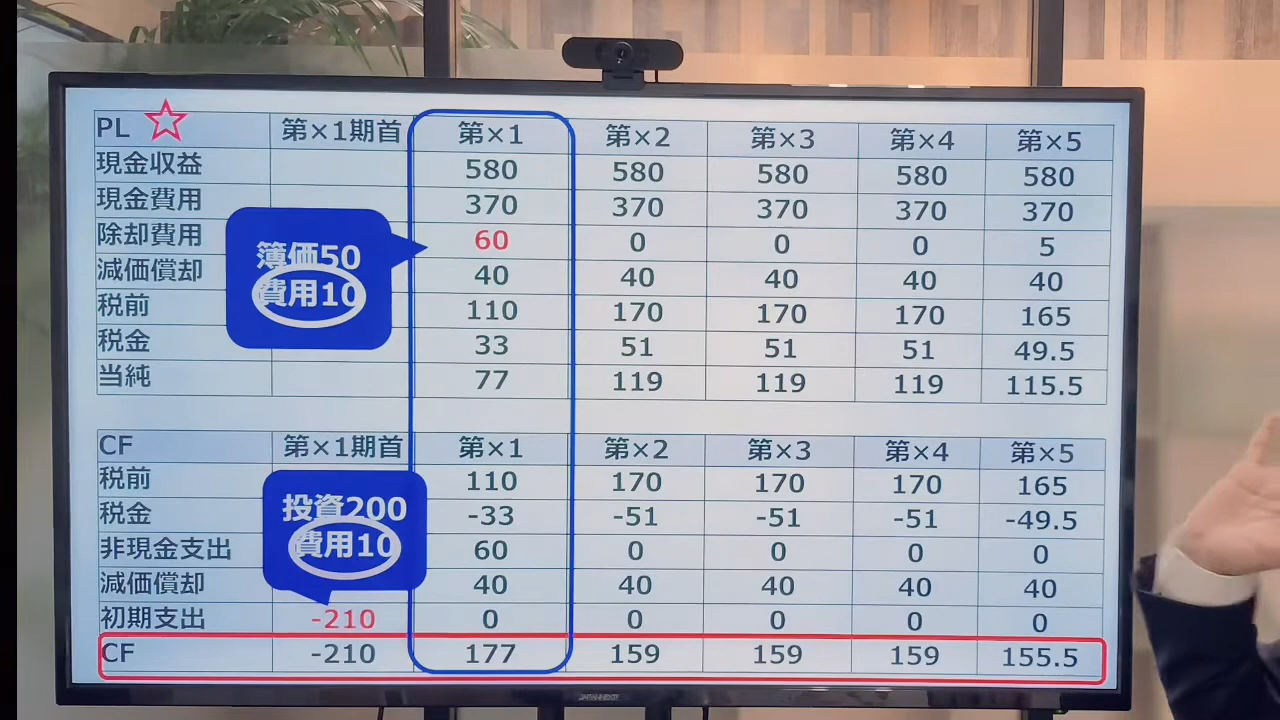 PL 第×1期首 第×1 第×2 第×3 第×4 第×5
現金収益 580 580 580 580 580
現金費用 370 370 370 370 370
除却費用 60 0 0 0 5
減価償却 40 40 40 40 40
税前 110 170 170 170 165
税金 33 51 51 51 49.5
当純 77 119 119 119 115.5
簿価50
費用10
CF 第×1期首 第×1 第×2 第×3 第×4 第×5
税前 110 170 170 170 165
税金 -33 -51 -51 -51 -49.5
非現金支出 60 0 0 0 0
減価償却 40 40 40 40 40
初期支出 -210 0 0 0 0 0
CF -210 177 159 159 159 155.5
投資200
費用10